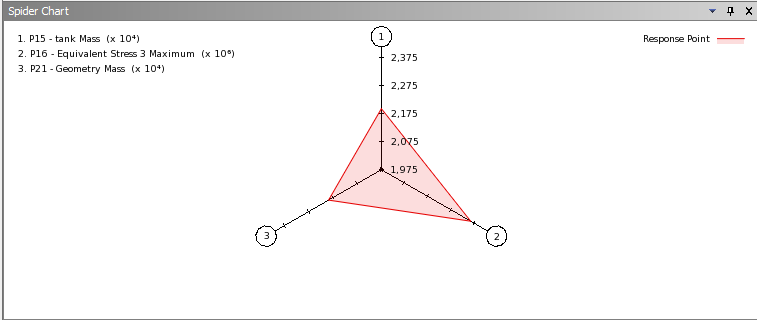 Spider Chart
1. P15 - tank Mass (x 10⁴)
2. P16 - Equivalent Stress 3 Maximum (x 10⁸)
3. P21 - Geometry Mass (x 10⁴)
Response Point
1
2,375
2,275
2,175
2,075
1,975
3
2